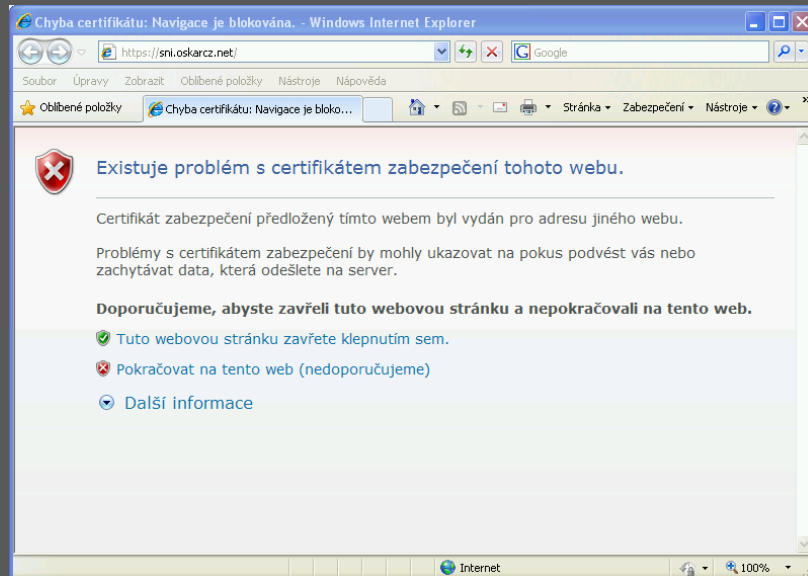 Chyba certifikátu: Navigace je blokována. - Windows Internet Explorer
https://sni.oskarcz.net/
Google
Soubor Úpravy Zobrazit Oblíbené položky Nástroje Nápověda
Oblíbené položky Chyba certifikátu: Navigace je bloko... Stránka Zabezpečení Nástroje
Existuje problém s certifikátem zabezpečení tohoto webu.
Certifikát zabezpečení předložený tímto webem byl vydán pro adresu jiného webu.
Problémy s certifikátem zabezpečení by mohly ukazovat na pokus podvést vás nebo
zachytávat data, která odešlete na server.
Doporučujeme, abyste zavřeli tuto webovou stránku a nepokračovali na tento web.
Tuto webovou stránku zavřete klepnutím sem.
Pokračovat na tento web (nedoporučujeme)
Další informace
Internet 100%